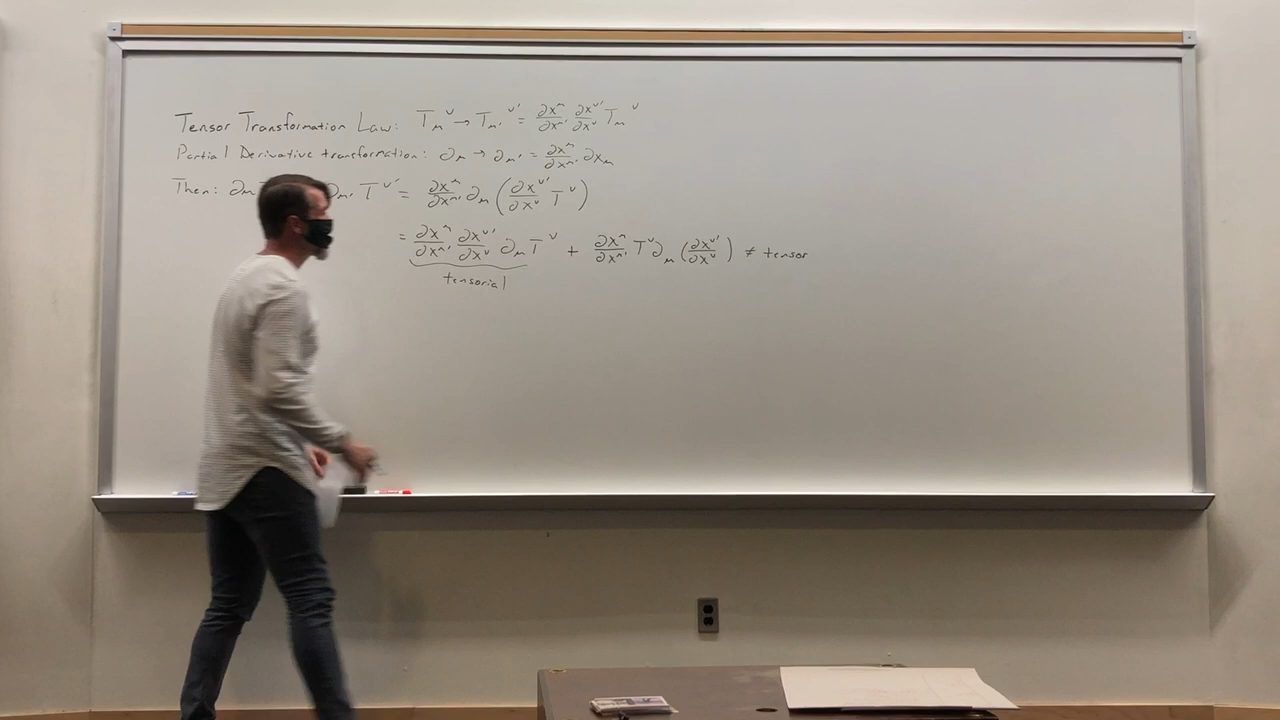 Tensor Transformation Law: T_μ^ν → T_μ'^ν' = ∂x^μ/∂x^μ' ∂x^ν'/∂x^ν T_μ^ν
Partial Derivative transformation: ∂_μ → ∂_μ' = ∂x^μ/∂x^μ' ∂x_μ
Then: ∂_μ ∂_μ' T^ν' = ∂x^μ/∂x^μ' ∂_μ (∂x^ν'/∂x^ν T^ν)
= ∂x^μ/∂x^μ' ∂x^ν'/∂x^ν ∂_μ T^ν + ∂x^μ/∂x^μ' T^ν ∂_μ (∂x^ν'/∂x^ν) ≠ tensor
tensorial